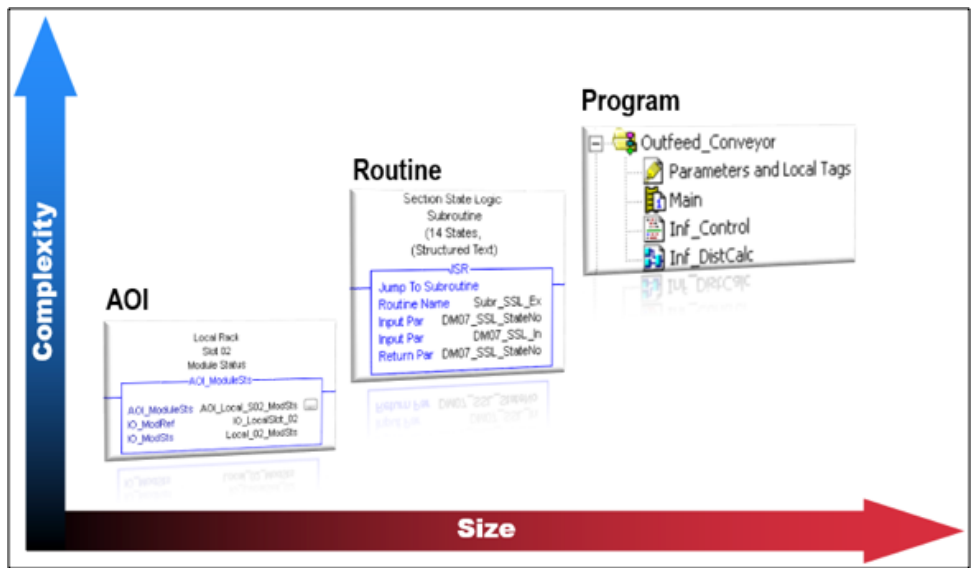 Complexity
Size
AOI
Local Rack
Slot 02
Module Status
AOI_ModuleSts
AOI_ModuleSts AOI_Local_S02_ModSts ...
IO_ModRef IO_LocalSlot_02
IO_ModSts Local_02_ModSts
Routine
Section State Logic
Subroutine
(14 States,
(Structured Text)
JSR
Jump To Subroutine
Routine Name Subr_SSL_Ex
Input Par DM07_SSL_StateNo
Input Par DM07_SSL_In
Return Par DM07_SSL_StateNo
Program
Outfeed_Conveyor
Parameters and Local Tags
Main
Inf_Control
Inf_DistCalc